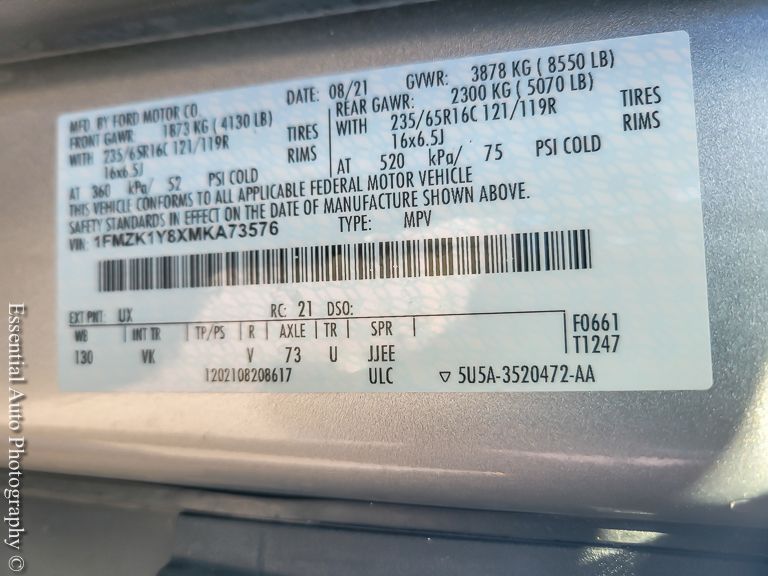 MFD. BY FORD MOTOR CO.
DATE: 08/21 GVWR: 3878 KG ( 8550 LB)
FRONT GAWR: 1873 KG ( 4130 LB)
WITH 235/65R16C 121/119R TIRES
16x6.5J RIMS
AT 360 kPa/ 52 PSI COLD
REAR GAWR: 2300 KG ( 5070 LB)
WITH 235/65R16C 121/119R TIRES
16x6.5J RIMS
AT 520 kPa/ 75 PSI COLD
THIS VEHICLE CONFORMS TO ALL APPLICABLE FEDERAL MOTOR VEHICLE
SAFETY STANDARDS IN EFFECT ON THE DATE OF MANUFACTURE SHOWN ABOVE.
VIN: 1FMZK1Y8XMKA73576 TYPE: MPV
EXT PNT: UX RC: 21 DSO:
WB INT TR TP/PS R AXLE TR SPR
130 VK V 73 U JJEE
F0661
T1247
1202108208617 ULC ▽ 5U5A-3520472-AA
Essential Auto Photography ©